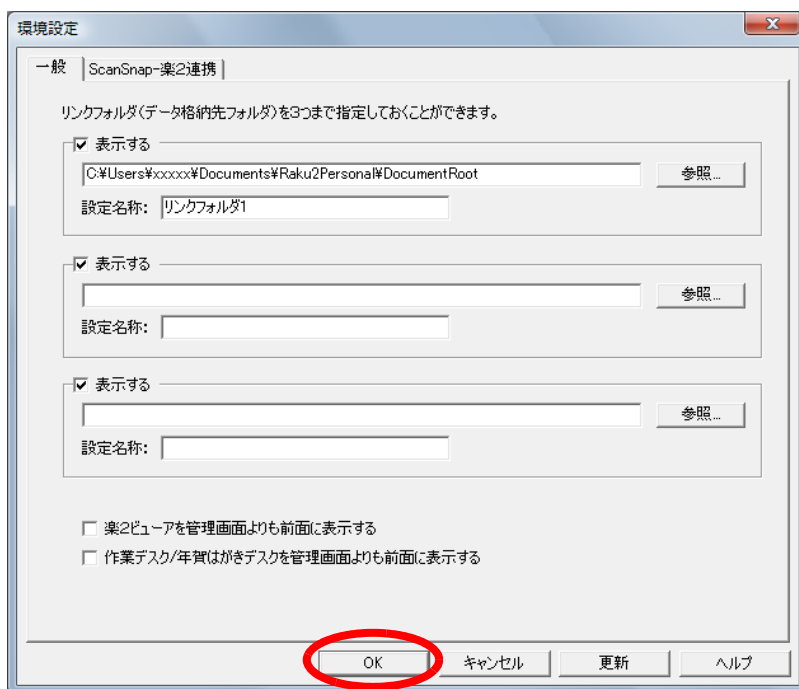 環境設定
一般 ScanSnap-楽2連携
リンクフォルダ(データ格納先フォルダ)を3つまで指定しておくことができます。
表示する
C:¥Users¥xxxxx¥Documents¥Raku2Personal¥DocumentRoot 参照...
設定名称: リンクフォルダ1
表示する
参照...
設定名称:
表示する
参照...
設定名称:
楽2ビューアを管理画面よりも前面に表示する
作業デスク/年賀はがきデスクを管理画面よりも前面に表示する
OK キャンセル 更新 ヘルプ